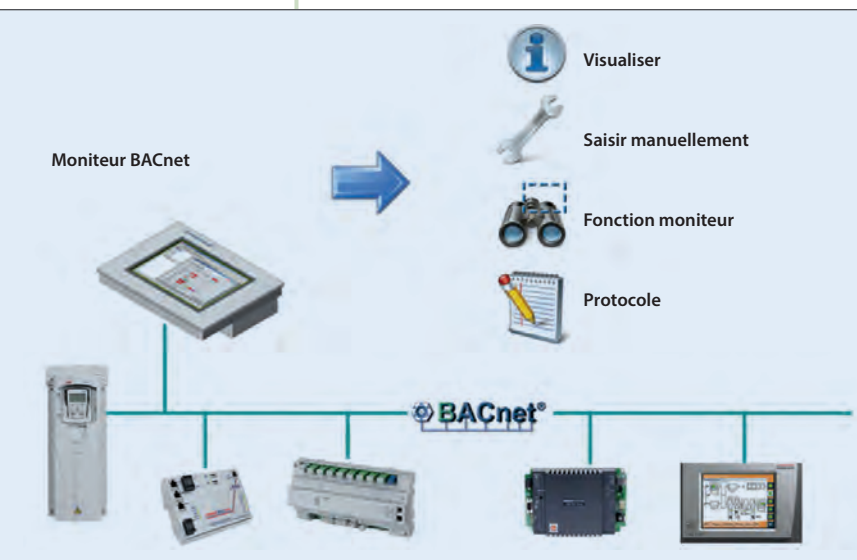 Visualiser
Saisir manuellement
Moniteur BACnet
Fonction moniteur
Protocole
BACnet®